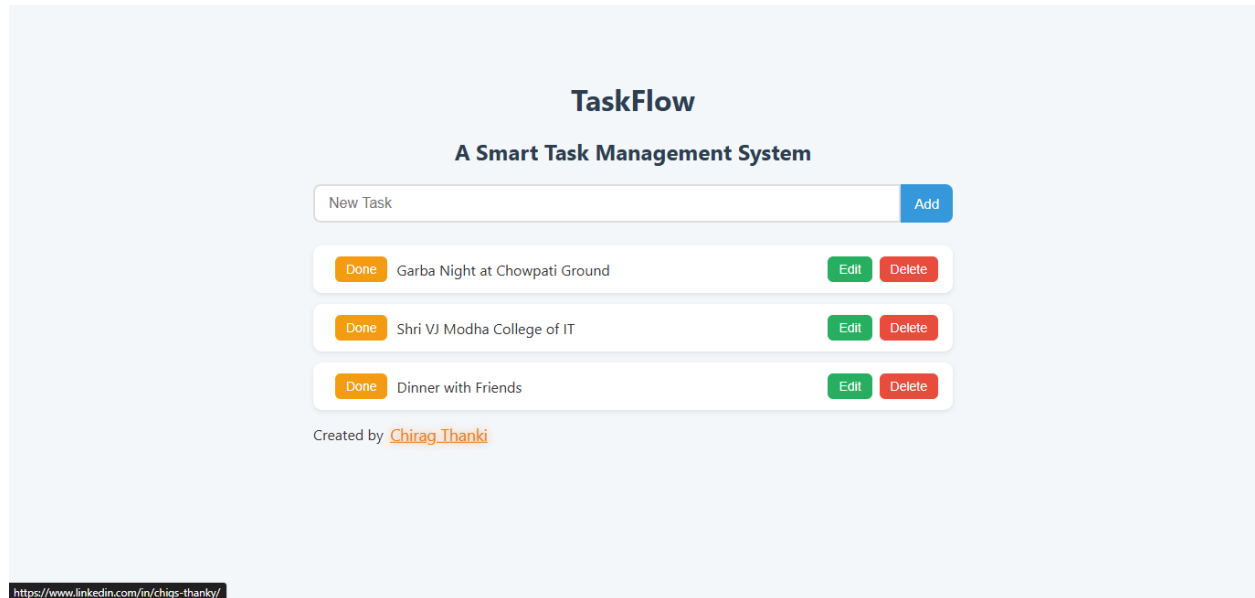 TaskFlow
A Smart Task Management System
New Task Add
Done Garba Night at Chowpati Ground Edit Delete
Done Shri VJ Modha College of IT Edit Delete
Done Dinner with Friends Edit Delete
Created by Chirag Thanki
https://www.linkedin.com/in/chigs-thanky/